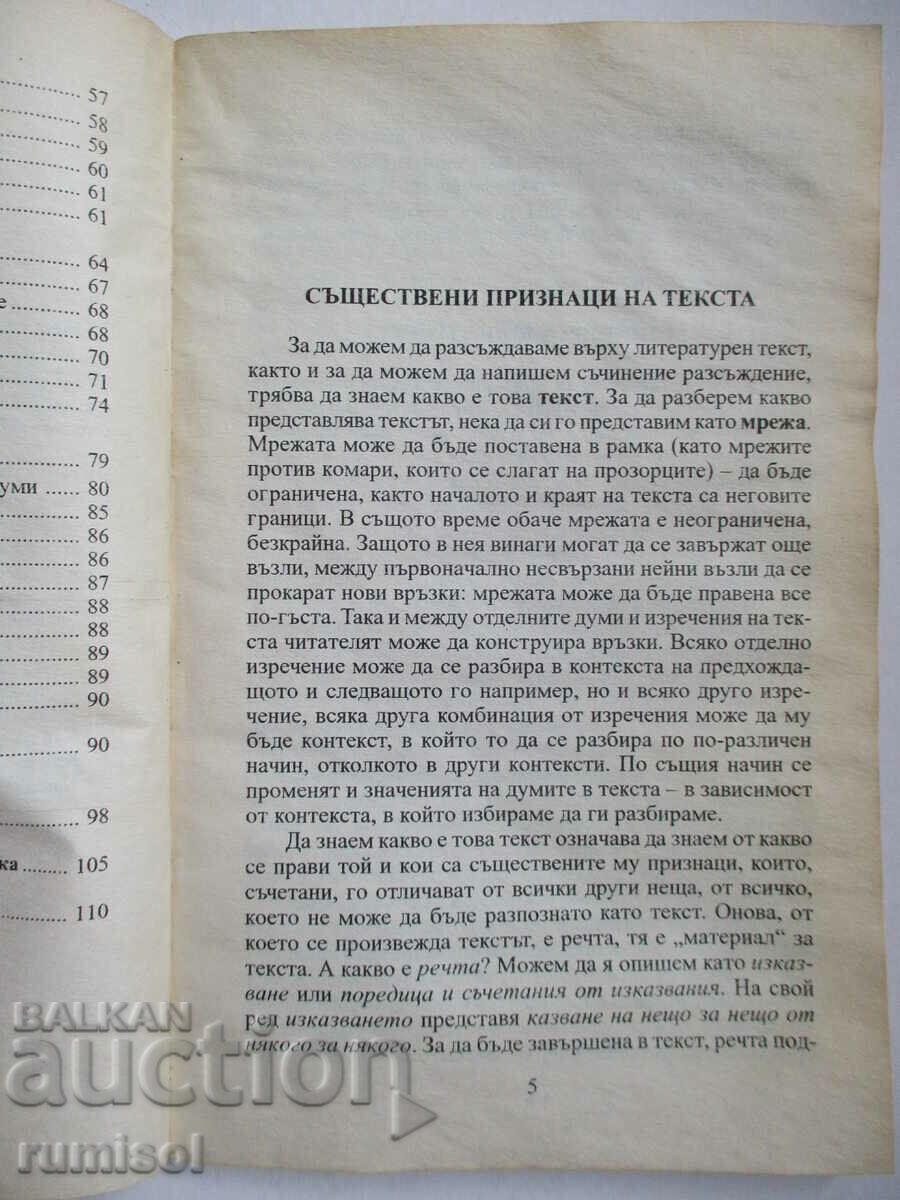 57
58
59
60
61
61
64
67
е ........ 68
68
70
71
74
79
уми ...... 80
85
86
86
87
88
88
89
89
90
90
98
ка ......... 105
110
СЪЩЕСТВЕНИ ПРИЗНАЦИ НА ТЕКСТА
За да можем да разсъждаваме върху литературен текст,
както и за да можем да напишем съчинение разсъждение,
трябва да знаем какво е това текст. За да разберем какво
представлява текстът, нека да си го представим като мрежа.
Мрежата може да бъде поставена в рамка (като мрежите
против комари, които се слагат на прозорците) – да бъде
ограничена, както началото и краят на текста са неговите
граници. В същото време обаче мрежата е неограничена,
безкрайна. Защото в нея винаги могат да се завържат още
възли, между първоначално несвързани нейни възли да се
прокарат нови връзки: мрежата може да бъде правена все
по-гъста. Така и между отделните думи и изречения на тек-
ста читателят може да конструира връзки. Всяко отделно
изречение може да се разбира в контекста на предхожда-
щото и следващото го например, но и всяко друго изре-
чение, всяка друга комбинация от изречения може да му
бъде контекст, в който то да се разбира по по-различен
начин, отколкото в други контексти. По същия начин се
променят и значенията на думите в текста – в зависимост
от контекста, в който избираме да ги разбираме.
Да знаем какво е това текст означава да знаем от какво
се прави той и кои са съществените му признаци, които,
съчетани, го отличават от всички други неща, от всичко,
което не може да бъде разпознато като текст. Онова, от
което се произвежда текстът, е речта, тя е „материал“ за
текста. А какво е речта? Можем да я опишем като изказ-
ване или поредица и съчетания от изказвания. На свой
ред изказването представя казване на нещо за нещо от
някого за някого. За да бъде завършена в текст, речта под-
5
BALKAN
auction
rumisol